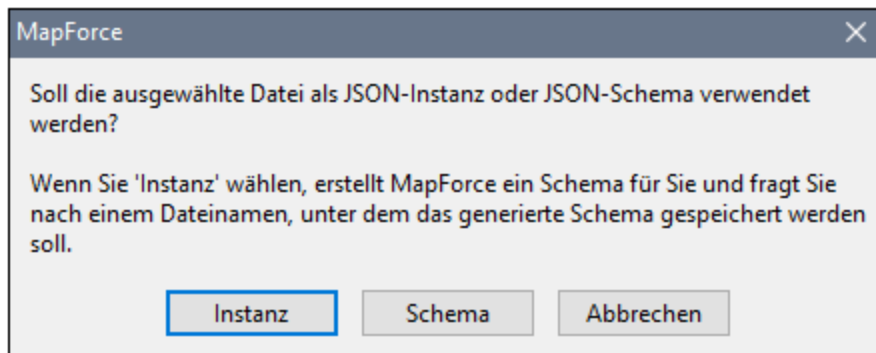 MapForce
Soll die ausgewählte Datei als JSON-Instanz oder JSON-Schema verwendet
werden?
Wenn Sie 'Instanz' wählen, erstellt MapForce ein Schema für Sie und fragt Sie
nach einem Dateinamen, unter dem das generierte Schema gespeichert werden
soll.
Instanz Schema Abbrechen